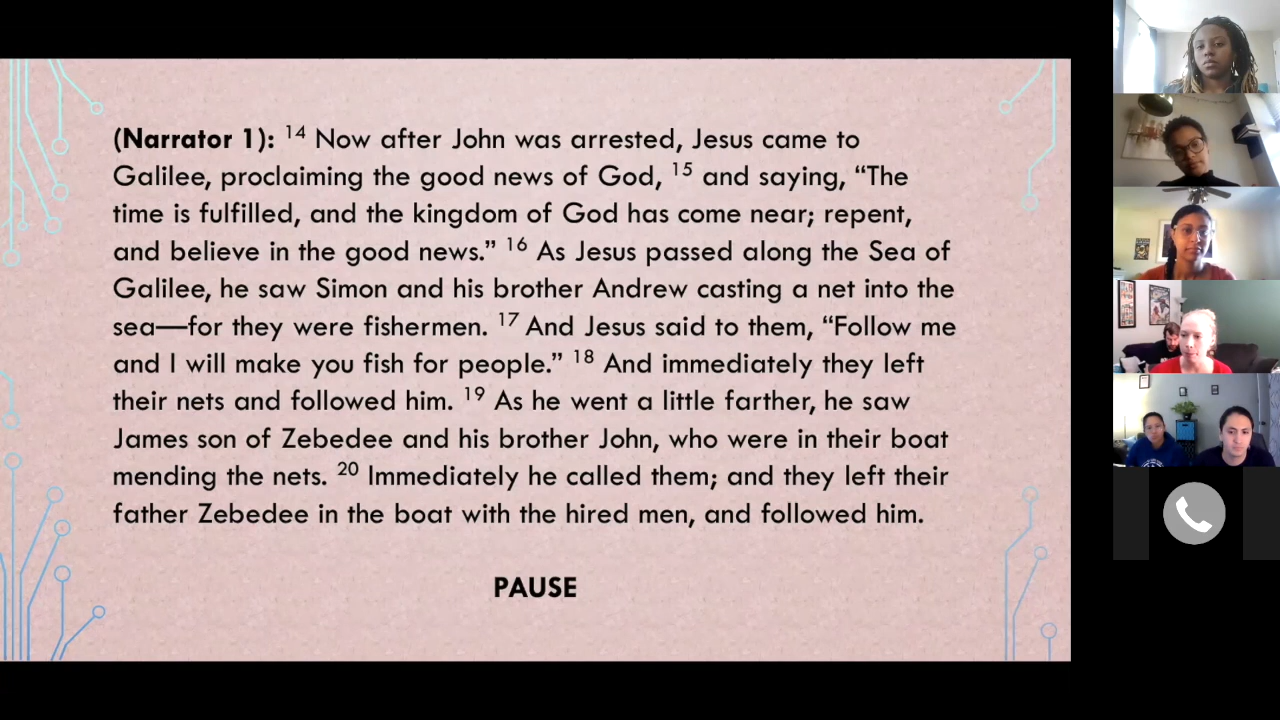 (Narrator 1): 14 Now after John was arrested, Jesus came to
Galilee, proclaiming the good news of God, 15 and saying, “The
time is fulfilled, and the kingdom of God has come near; repent,
and believe in the good news.” 16 As Jesus passed along the Sea of
Galilee, he saw Simon and his brother Andrew casting a net into the
sea—for they were fishermen. 17 And Jesus said to them, “Follow me
and I will make you fish for people.” 18 And immediately they left
their nets and followed him. 19 As he went a little farther, he saw
James son of Zebedee and his brother John, who were in their boat
mending the nets. 20 Immediately he called them; and they left their
father Zebedee in the boat with the hired men, and followed him.
PAUSE